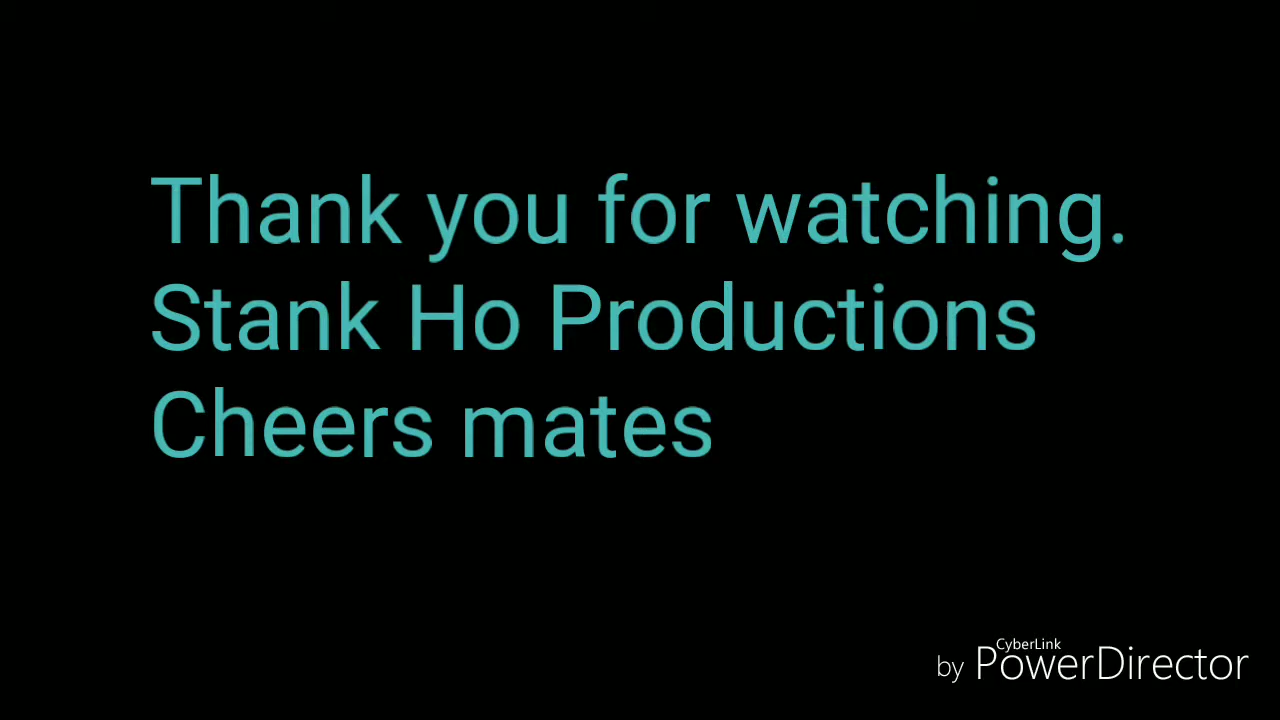 Thank you for watching.
Stank Ho Productions
Cheers mates
CyberLink
by PowerDirector